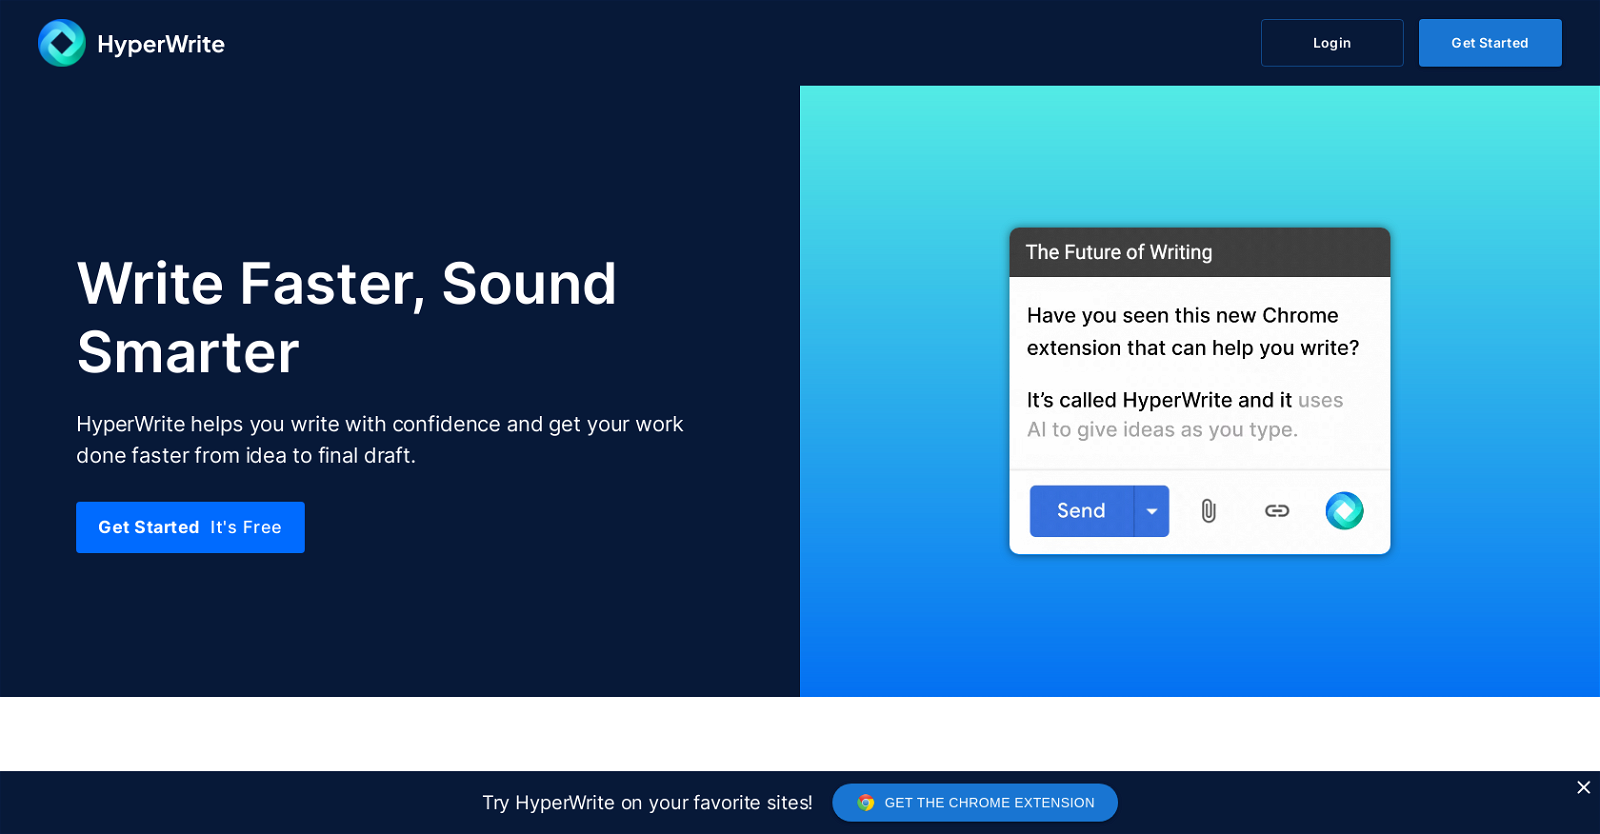 HyperWrite
Login
Get Started
Write Faster, Sound
Smarter
HyperWrite helps you write with confidence and get your work
done faster from idea to final draft.
Get Started It's Free
The Future of Writing
Have you seen this new Chrome
extension that can help you write?
It’s called HyperWrite and it uses
AI to give ideas as you type.
Send
Try HyperWrite on your favorite sites!
GET THE CHROME EXTENSION